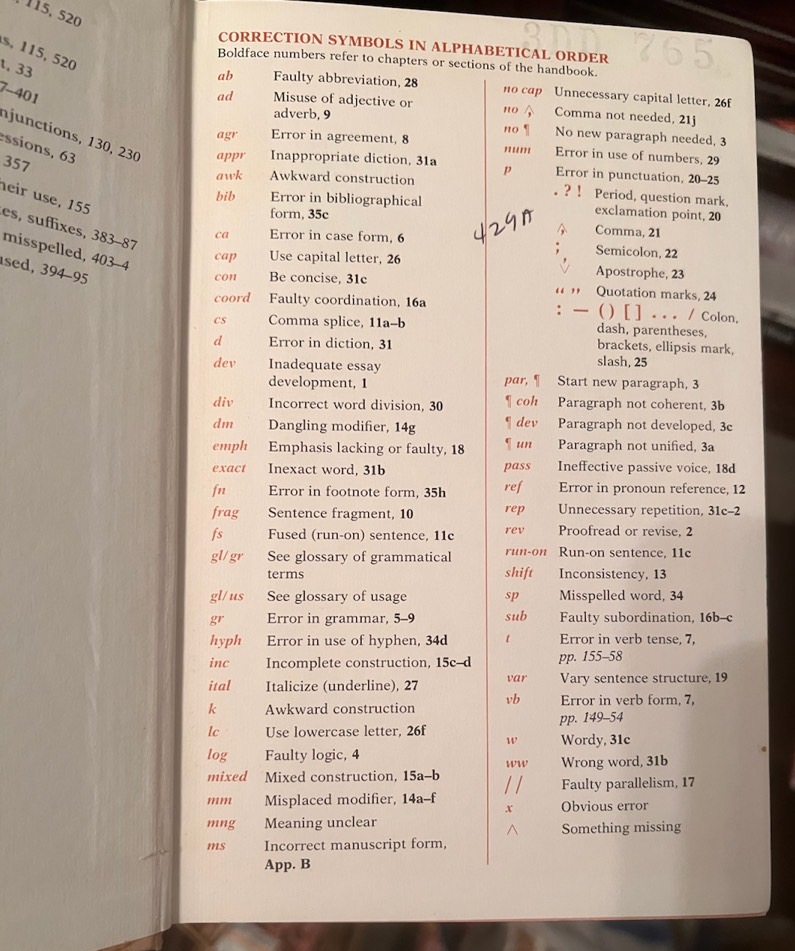 115, 520
115, 520
33
7–401
130, 230
essions, 63
357
heir use, 155
suffixes, 383–87
misspelled, 403–4
394–95
765
CORRECTION SYMBOLS IN ALPHABETICAL ORDER
Boldface numbers refer to chapters or sections of the handbook.
ab Faulty abbreviation, 28
ad Misuse of adjective or
adverb, 9
agr Error in agreement, 8
appr Inappropriate diction, 31a
awk Awkward construction
bib Error in bibliographical
form, 35c
ca Error in case form, 6
cap Use capital letter, 26
con Be concise, 31c
coord Faulty coordination, 16a
cs Comma splice, 11a–b
d Error in diction, 31
dev Inadequate essay
development, 1
div Incorrect word division, 30
dm Dangling modifier, 14g
emph Emphasis lacking or faulty, 18
exact Inexact word, 31b
fn Error in footnote form, 35h
frag Sentence fragment, 10
fs Fused (run-on) sentence, 11c
gl/gr See glossary of grammatical
terms
gl/us See glossary of usage
gr Error in grammar, 5–9
hyph Error in use of hyphen, 34d
inc Incomplete construction, 15c–d
ital Italicize (underline), 27
k Awkward construction
lc Use lowercase letter, 26f
log Faulty logic, 4
mixed Mixed construction, 15a–b
mm Misplaced modifier, 14a–f
mng Meaning unclear
ms Incorrect manuscript form,
App. B
429A
no cap Unnecessary capital letter, 26f
no ^, Comma not needed, 21j
no ¶ No new paragraph needed, 3
num Error in use of numbers, 29
p Error in punctuation, 20–25
. ? ! Period, question mark,
exclamation point, 20
^, Comma, 21
; Semicolon, 22
’ Apostrophe, 23
“ ” Quotation marks, 24
: — ( ) [ ] . . . / Colon,
dash, parentheses,
brackets, ellipsis mark,
slash, 25
par, ¶ Start new paragraph, 3
¶ coh Paragraph not coherent, 3b
¶ dev Paragraph not developed, 3c
¶ un Paragraph not unified, 3a
pass Ineffective passive voice, 18d
ref Error in pronoun reference, 12
rep Unnecessary repetition, 31c–2
rev Proofread or revise, 2
run-on Run-on sentence, 11c
shift Inconsistency, 13
sp Misspelled word, 34
sub Faulty subordination, 16b–c
t Error in verb tense, 7,
pp. 155–58
var Vary sentence structure, 19
vb Error in verb form, 7,
pp. 149–54
w Wordy, 31c
ww Wrong word, 31b
// Faulty parallelism, 17
x Obvious error
^ Something missing